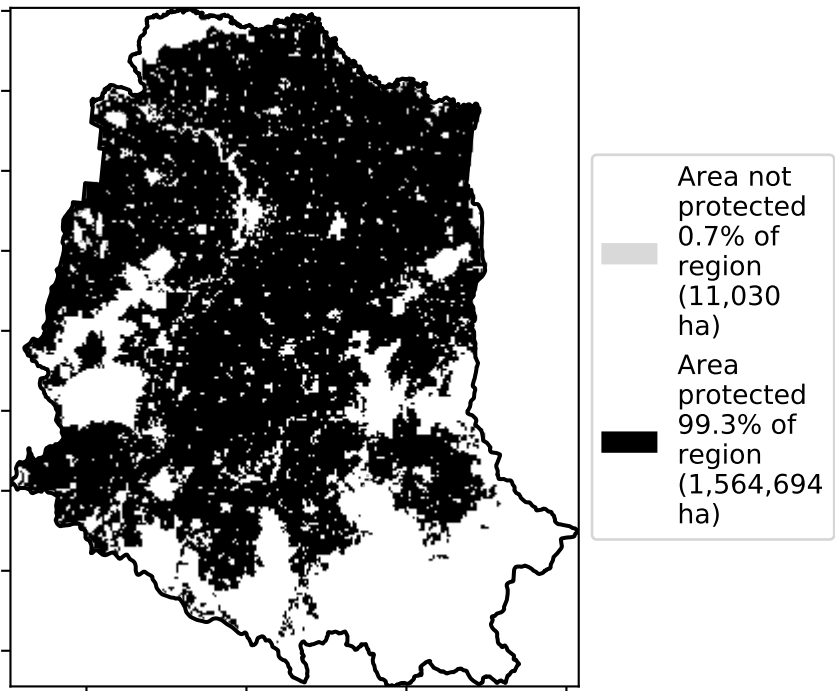 Area not
protected
0.7% of
region
(11,030
ha)
Area
protected
99.3% of
region
(1,564,694
ha)